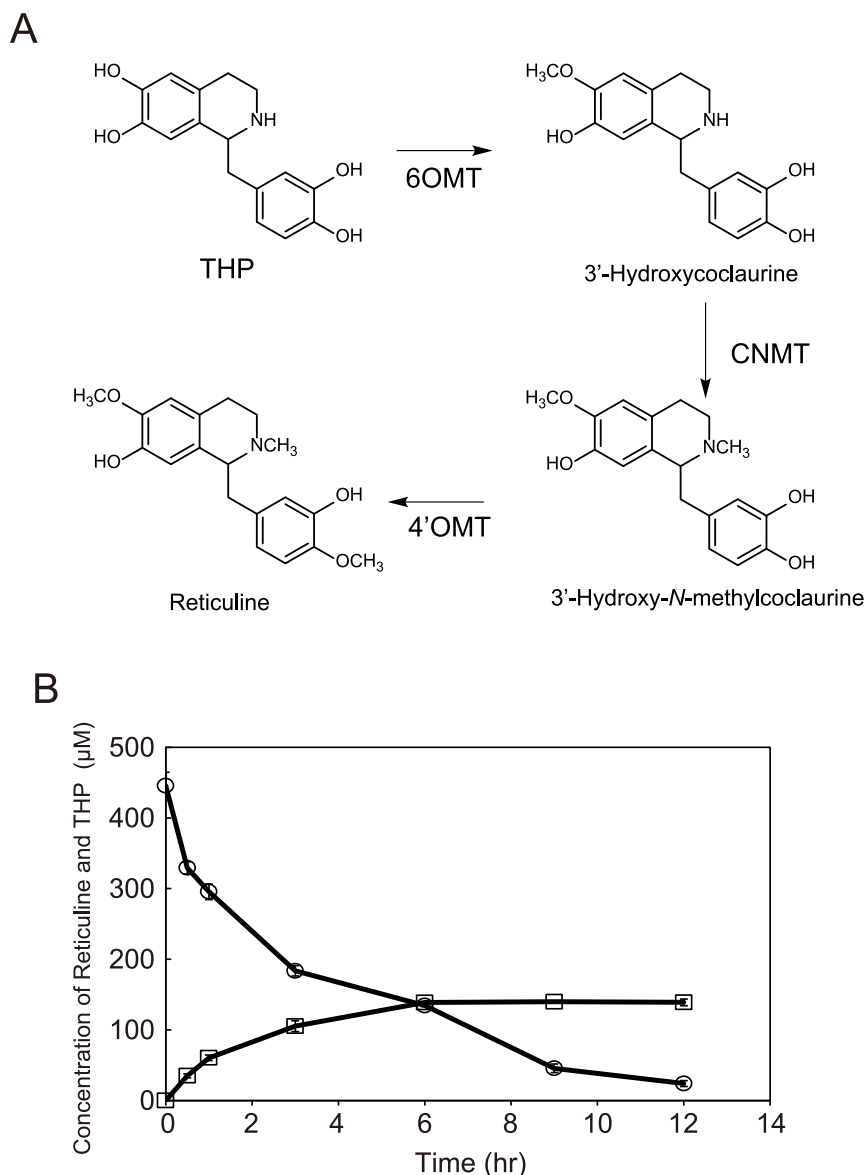 A
HO
HO
NH
OH
OH
THP
6OMT
H₃CO
HO
NH
OH
OH
3'-Hydroxycoclaurine
CNMT
H₃CO
HO
NCH₃
OH
OCH₃
Reticuline
4'OMT
H₃CO
HO
N
CH₃
OH
OH
3'-Hydroxy-N-methylcoclaurine
B
Concentration of Reticuline and THP (µM)
500
400
300
200
100
0
0 2 4 6 8 10 12 14
Time (hr)